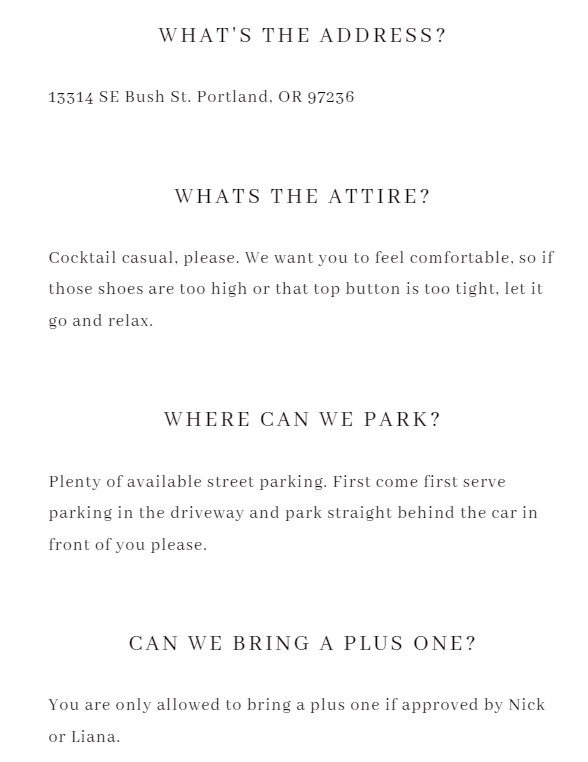 WHAT'S THE ADDRESS?
13314 SE Bush St. Portland, OR 97236
WHATS THE ATTIRE?
Cocktail casual, please. We want you to feel comfortable, so if
those shoes are too high or that top button is too tight, let it
go and relax.
WHERE CAN WE PARK?
Plenty of available street parking. First come first serve
parking in the driveway and park straight behind the car in
front of you please.
CAN WE BRING A PLUS ONE?
You are only allowed to bring a plus one if approved by Nick
or Liana.